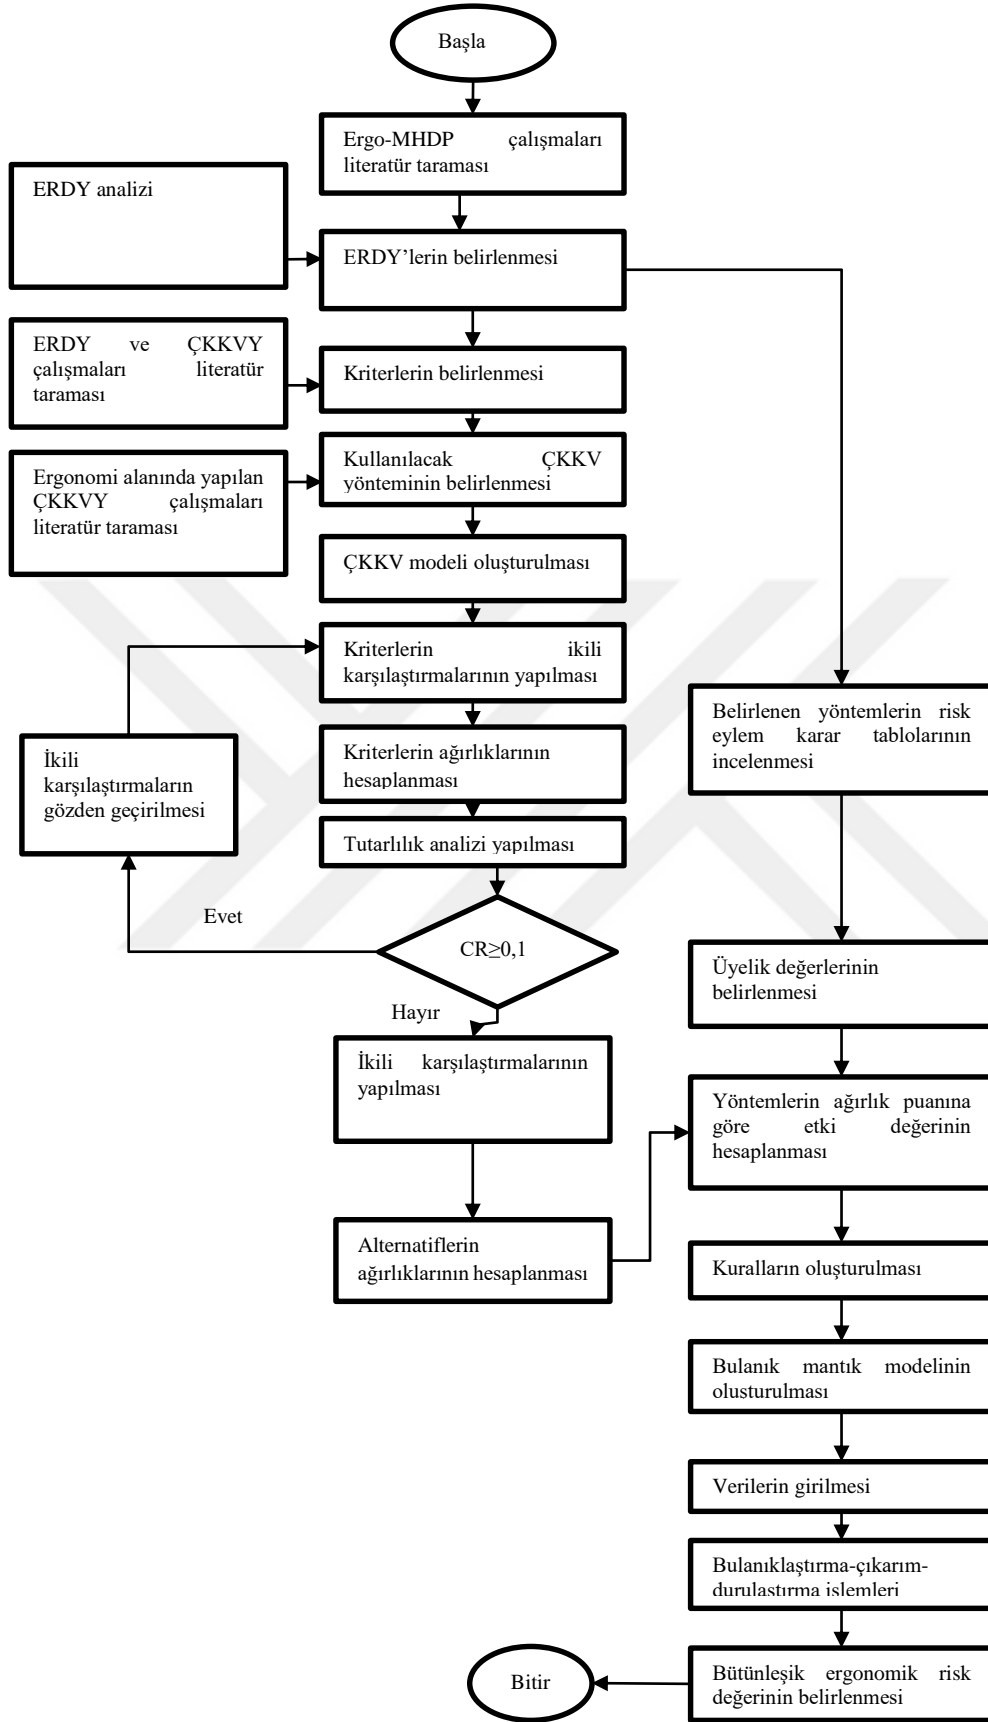 Başla
Ergo-MHDP çalışmaları
literatür taraması
ERDY analizi
ERDY’lerin belirlenmesi
ERDY ve ÇKKVY
çalışmaları literatür
taraması
Kriterlerin belirlenmesi
Ergonomi alanında yapılan
ÇKKVY çalışmaları
literatür taraması
Kullanılacak ÇKKV
yönteminin belirlenmesi
ÇKKV modeli oluşturulması
Kriterlerin ikili
karşılaştırmalarının yapılması
Belirlenen yöntemlerin risk
eylem karar tablolarının
incelenmesi
İkili
karşılaştırmaların
gözden geçirilmesi
Kriterlerin ağırlıklarının
hesaplanması
Tutarlılık analizi yapılması
Evet
CR≥0,1
Hayır
Üyelik değerlerinin
belirlenmesi
İkili karşılaştırmalarının
yapılması
Yöntemlerin ağırlık puanına
göre etki değerinin
hesaplanması
Alternatiflerin
ağırlıklarının hesaplanması
Kuralların oluşturulması
Bulanık mantık modelinin
oluşturulması
Verilerin girilmesi
Bulanıklaştırma-çıkarım-
durulaştırma işlemleri
Bütünleşik ergonomik risk
değerinin belirlenmesi
Bitir